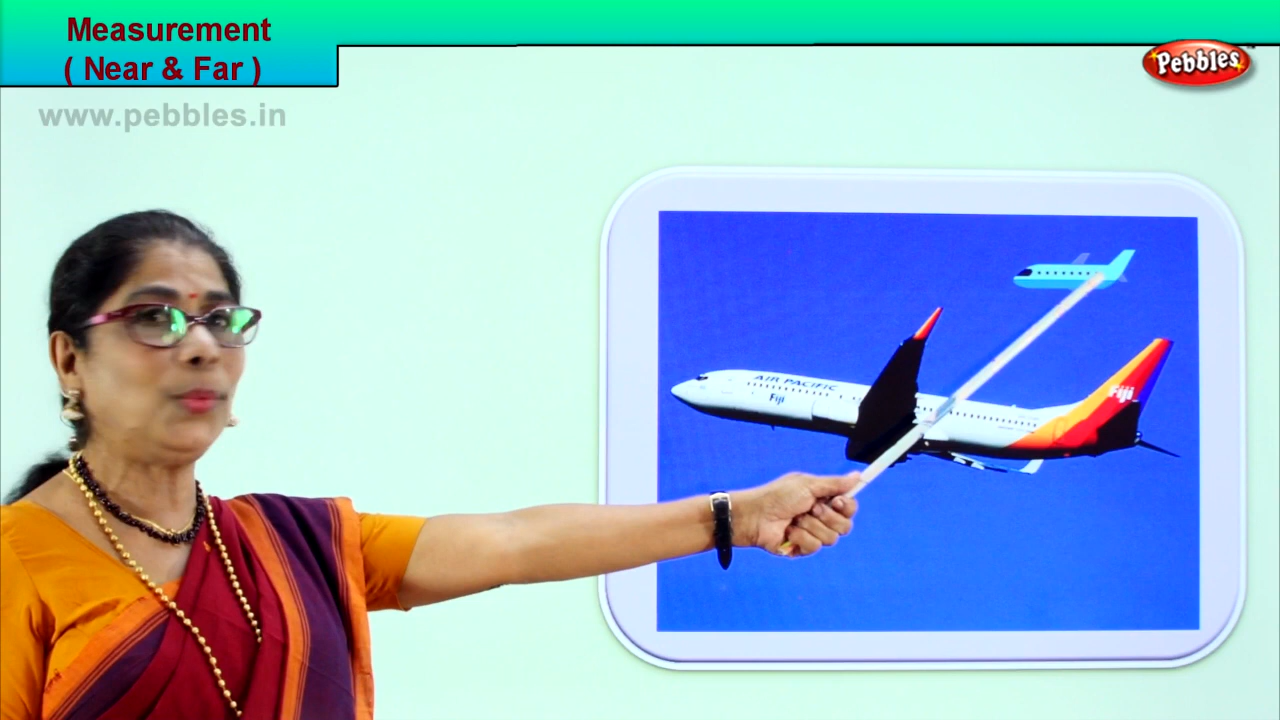 Measurement
( Near & Far )
Pebbles
www.pebbles.in
AIR PACIFIC
Fiji
Fiji